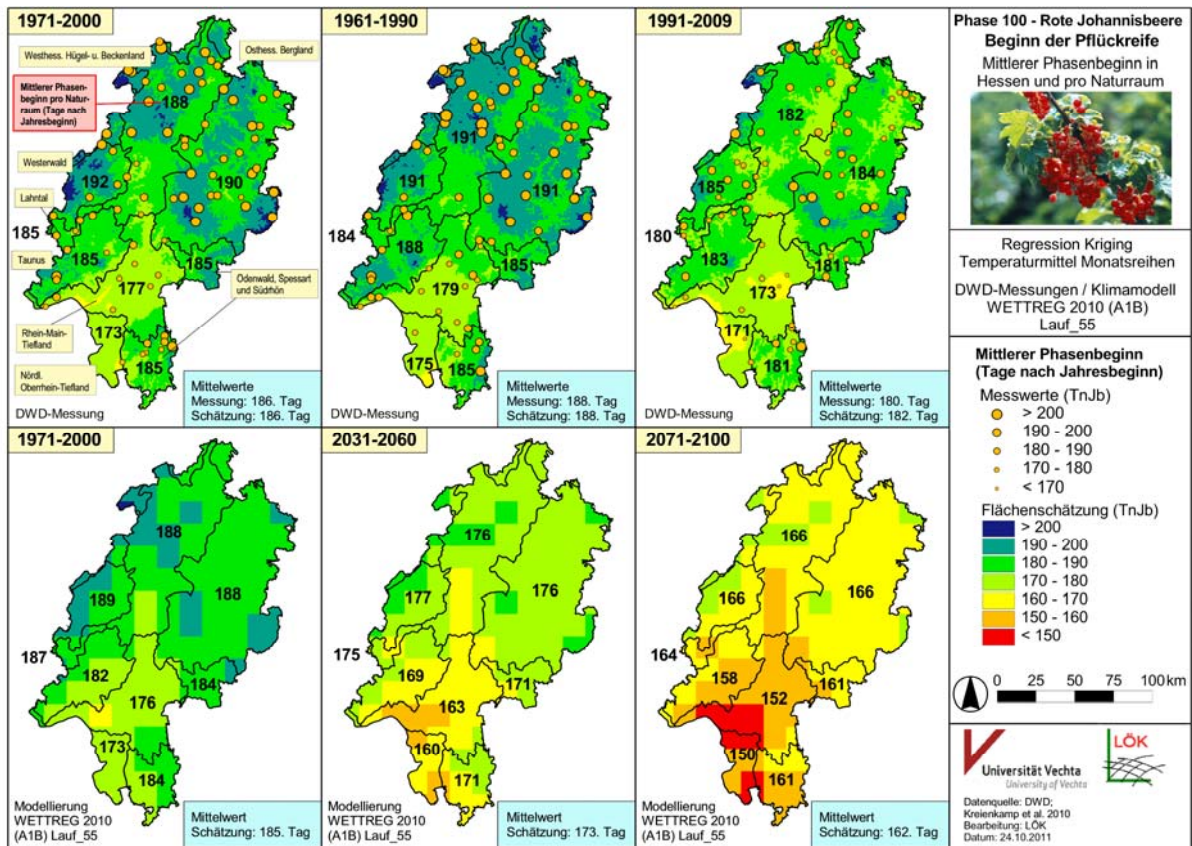 1971-2000
Westhess. Hügel- u. Beckenland
Osthess. Bergland
Mittlerer Phasen-
beginn pro Natur-
raum (Tage nach
Jahresbeginn)
188
Westerwald
192
190
Lahntal
185
Taunus
185
185
177
Odenwald, Spessart
und Südrhön
Rhein-Main-
Tiefland
173
Nördl.
Oberrhein-Tiefland
185
DWD-Messung
Mittelwerte
Messung: 186. Tag
Schätzung: 186. Tag
1961-1990
191
191
191
184
188
185
179
175
185
DWD-Messung
Mittelwerte
Messung: 188. Tag
Schätzung: 188. Tag
1991-2009
182
184
185
180
183
181
173
171
181
DWD-Messung
Mittelwerte
Messung: 180. Tag
Schätzung: 182. Tag
Phase 100 - Rote Johannisbeere
Beginn der Pflückreife
Mittlerer Phasenbeginn in
Hessen und pro Naturraum
Regression Kriging
Temperaturmittel Monatsreihen
DWD-Messungen / Klimamodell
WETTREG 2010 (A1B)
Lauf_55
Mittlerer Phasenbeginn
(Tage nach Jahresbeginn)
Messwerte (TnJb)
> 200
190 - 200
180 - 190
170 - 180
< 170
Flächenschätzung (TnJb)
> 200
190 - 200
180 - 190
170 - 180
160 - 170
150 - 160
< 150
0 25 50 75 100 km
1971-2000
188
188
189
187
182
184
176
173
184
Modellierung
WETTREG 2010
(A1B) Lauf_55
Mittelwert
Schätzung: 185. Tag
2031-2060
176
176
177
175
169
171
163
160
171
Modellierung
WETTREG 2010
(A1B) Lauf_55
Mittelwert
Schätzung: 173. Tag
2071-2100
166
166
166
164
158
161
152
150
161
Modellierung
WETTREG 2010
(A1B) Lauf_55
Mittelwert
Schätzung: 162. Tag
Universität Vechta
University of Vechta
LÖK
Datenquelle: DWD;
Kreienkamp et al. 2010
Bearbeitung: LÖK
Datum: 24.10.2011